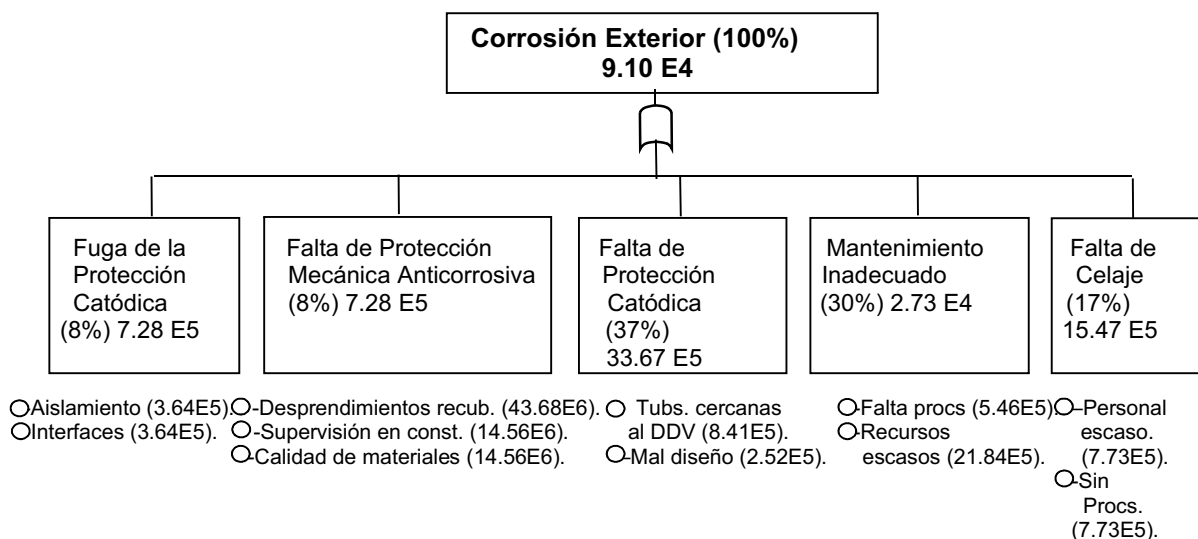 Corrosión Exterior (100%)
9.10 E4
Fuga de la
Protección
Catódica
(8%) 7.28 E5
Falta de Protección
Mecánica Anticorrosiva
(8%) 7.28 E5
Falta de
Protección
Catódica
(37%)
33.67 E5
Mantenimiento
Inadecuado
(30%) 2.73 E4
Falta de
Celaje
(17%)
15.47 E5
Aislamiento (3.64E5).
Interfaces (3.64E5).
-Desprendimientos recub. (43.68E6).
-Supervisión en const. (14.56E6).
-Calidad de materiales (14.56E6).
Tubs. cercanas
al DDV (8.41E5).
-Mal diseño (2.52E5).
-Falta procs (5.46E5).
-Recursos
escasos (21.84E5).
-Personal
escaso.
(7.73E5).
-Sin
Procs.
(7.73E5).